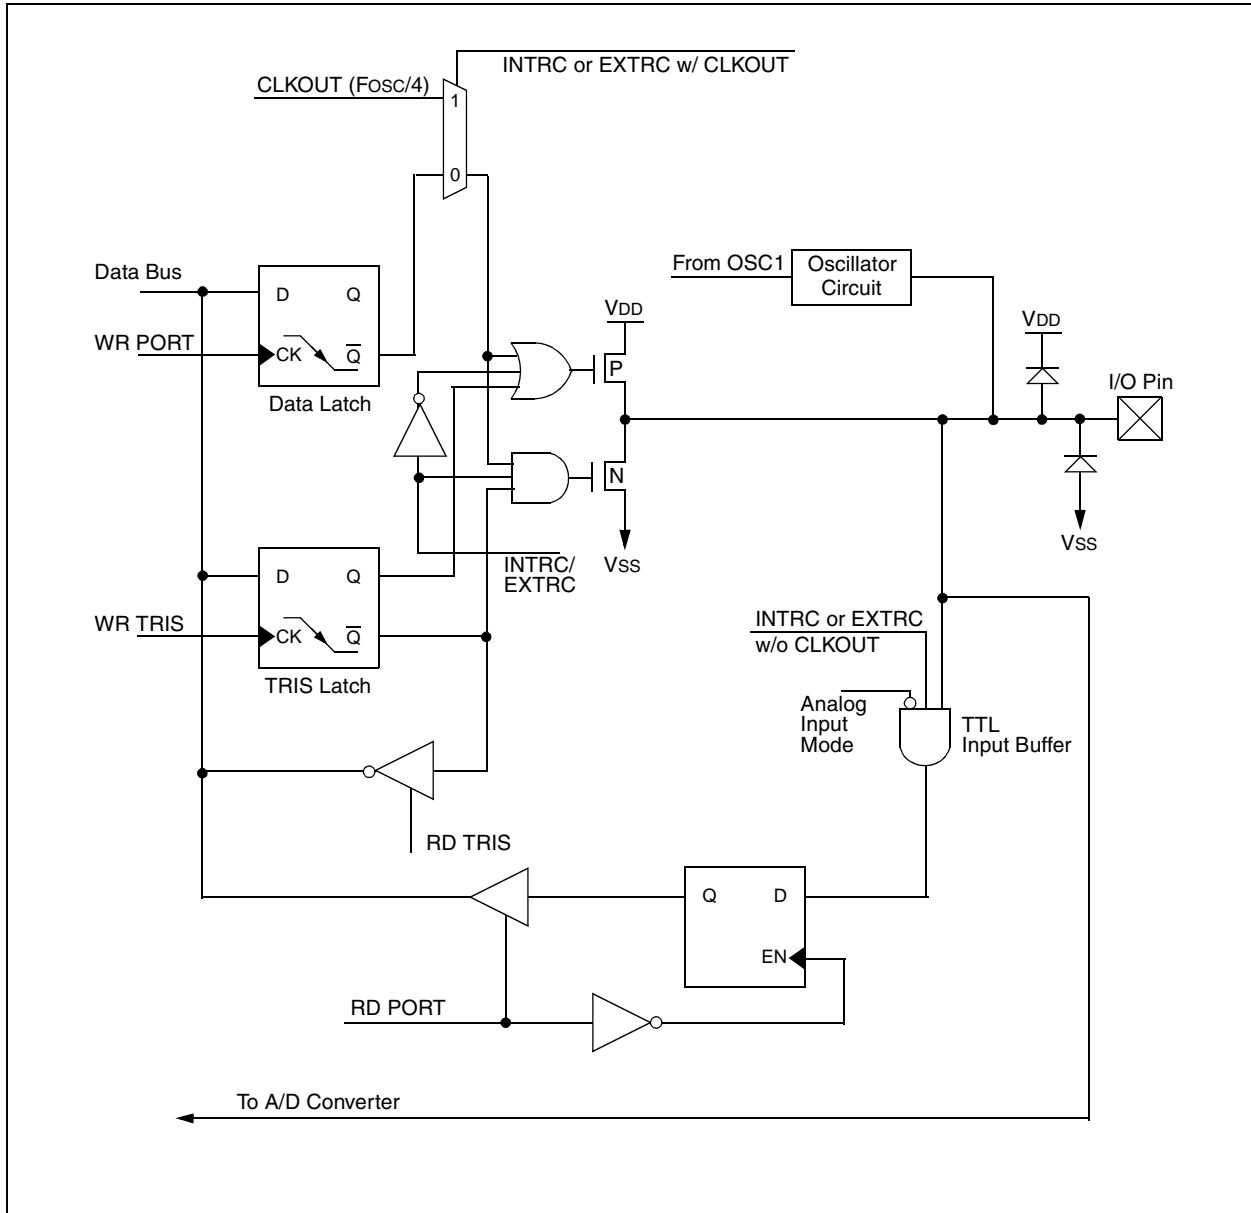 INTRC or EXTRC w/ CLKOUT
CLKOUT (FOSC/4)
1
0
Data Bus
D
Q
WR PORT
CK
Q̅
Data Latch
From OSC1
Oscillator
Circuit
VDD
P
VDD
I/O Pin
N
VSS
VSS
INTRC/
EXTRC
D
Q
WR TRIS
CK
Q̅
TRIS Latch
INTRC or EXTRC
w/o CLKOUT
Analog
Input
Mode
TTL
Input Buffer
RD TRIS
Q
D
EN
RD PORT
To A/D Converter